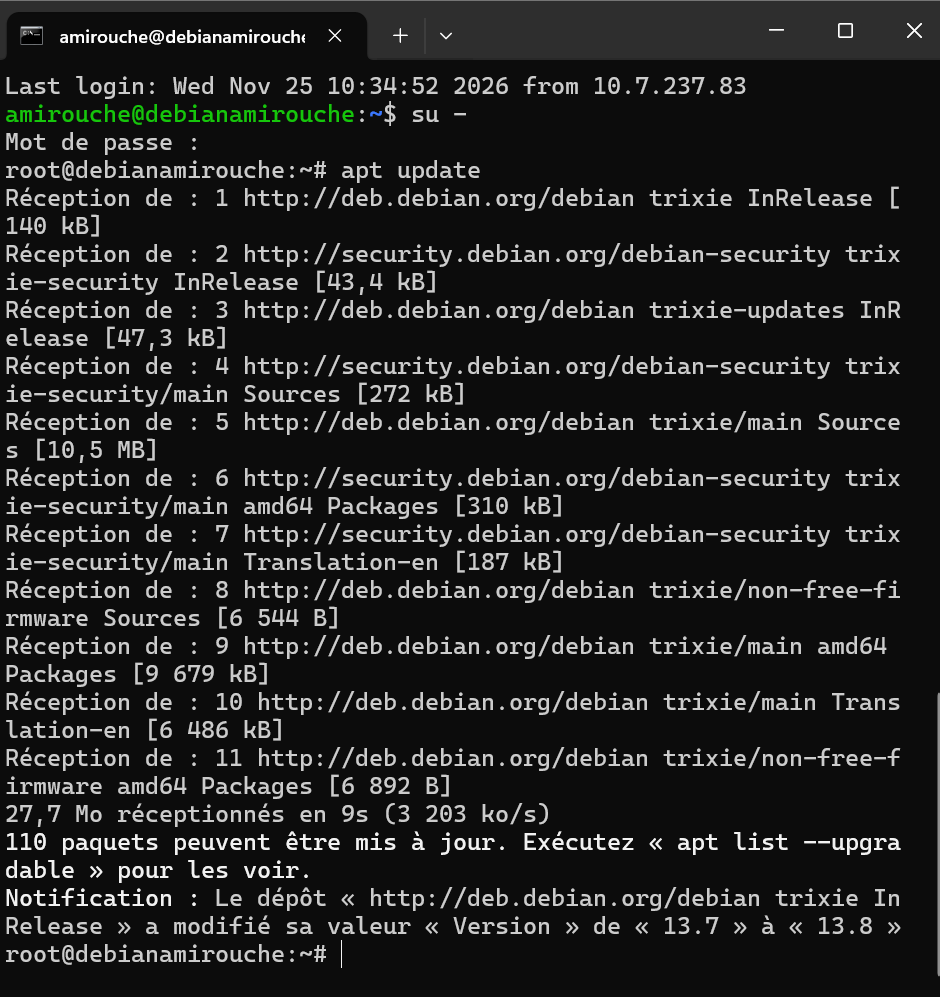 amirouche@debianamirouche
Last login: Wed Nov 25 10:34:52 2026 from 10.7.237.83
amirouche@debianamirouche:~$ su -
Mot de passe :
root@debianamirouche:~# apt update
Réception de : 1 http://deb.debian.org/debian trixie InRelease [
140 kB]
Réception de : 2 http://security.debian.org/debian-security trix
ie-security InRelease [43,4 kB]
Réception de : 3 http://deb.debian.org/debian trixie-updates InR
elease [47,3 kB]
Réception de : 4 http://security.debian.org/debian-security trix
ie-security/main Sources [272 kB]
Réception de : 5 http://deb.debian.org/debian trixie/main Source
s [10,5 MB]
Réception de : 6 http://security.debian.org/debian-security trix
ie-security/main amd64 Packages [310 kB]
Réception de : 7 http://security.debian.org/debian-security trix
ie-security/main Translation-en [187 kB]
Réception de : 8 http://deb.debian.org/debian trixie/non-free-fi
rmware Sources [6 544 B]
Réception de : 9 http://deb.debian.org/debian trixie/main amd64
Packages [9 679 kB]
Réception de : 10 http://deb.debian.org/debian trixie/main Trans
lation-en [6 486 kB]
Réception de : 11 http://deb.debian.org/debian trixie/non-free-f
irmware amd64 Packages [6 892 B]
27,7 Mo réceptionnés en 9s (3 203 ko/s)
110 paquets peuvent être mis à jour. Exécutez « apt list --upgra
dable » pour les voir.
Notification : Le dépôt « http://deb.debian.org/debian trixie In
Release » a modifié sa valeur « Version » de « 13.7 » à « 13.8 »
root@debianamirouche:~#